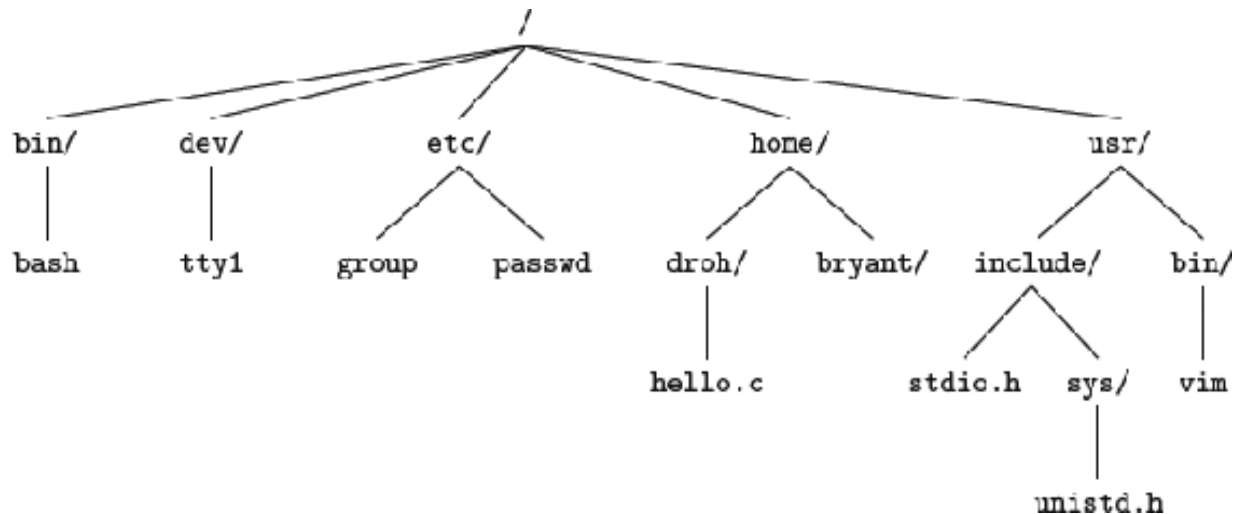 /
bin/ dev/ etc/ home/ usr/
bash tty1 group passwd droh/ bryant/ include/ bin/
hello.c stdio.h sys/ vim
unistd.h